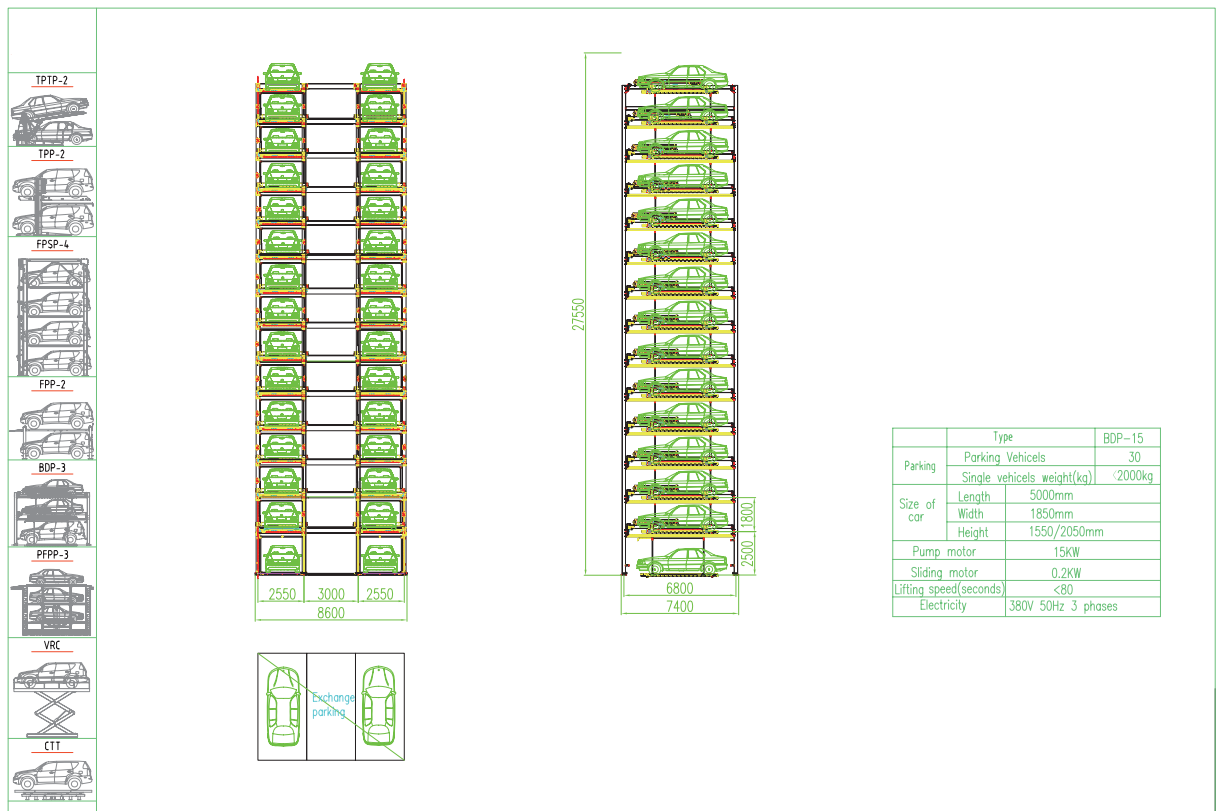 TPTP-2
TPP-2
FPSP-4
FPP-2
BDP-3
PFPP-3
VRC
CTT
27550
1800
2500
2550 3000 2550
8600
6800
7400
Exchange
parking
Type BDP-15
Parking Parking Vehicels 30
Single vehicels weight(kg) <2000kg
Size of car Length 5000mm
Width 1850mm
Height 1550/2050mm
Pump motor 15KW
Sliding motor 0.2KW
Lifting speed(seconds) <80
Electricity 380V 50Hz 3 phases